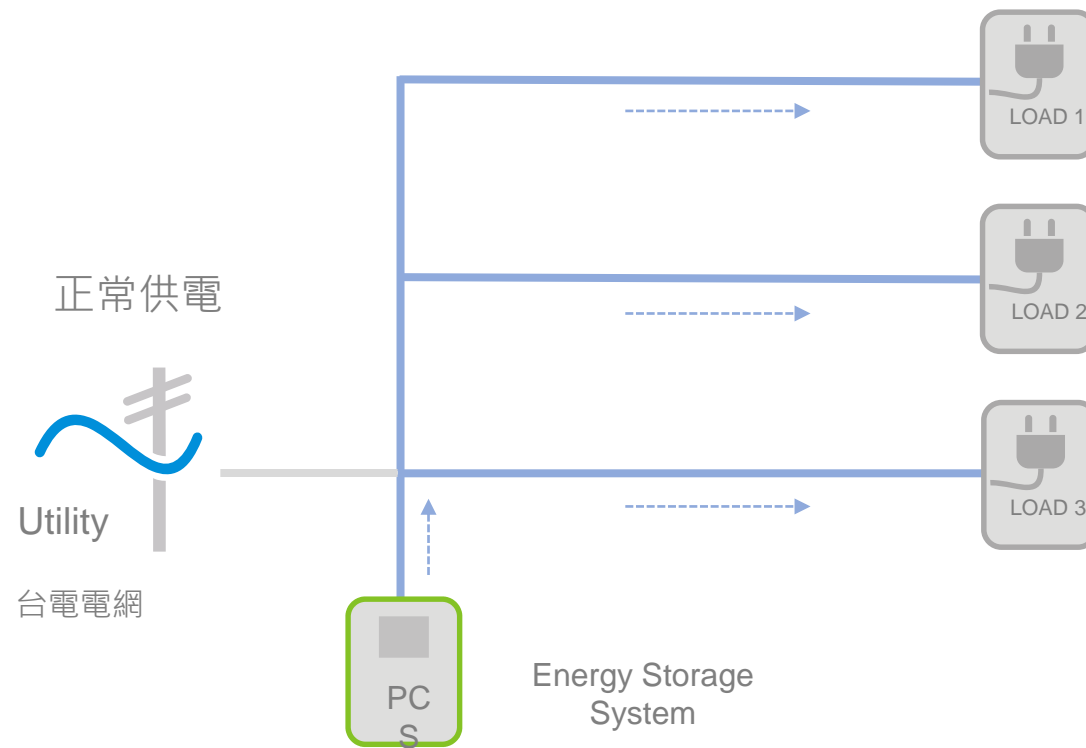 LOAD 1
LOAD 2
正常供電
LOAD 3
Utility
台電電網
PC
S
Energy Storage
System